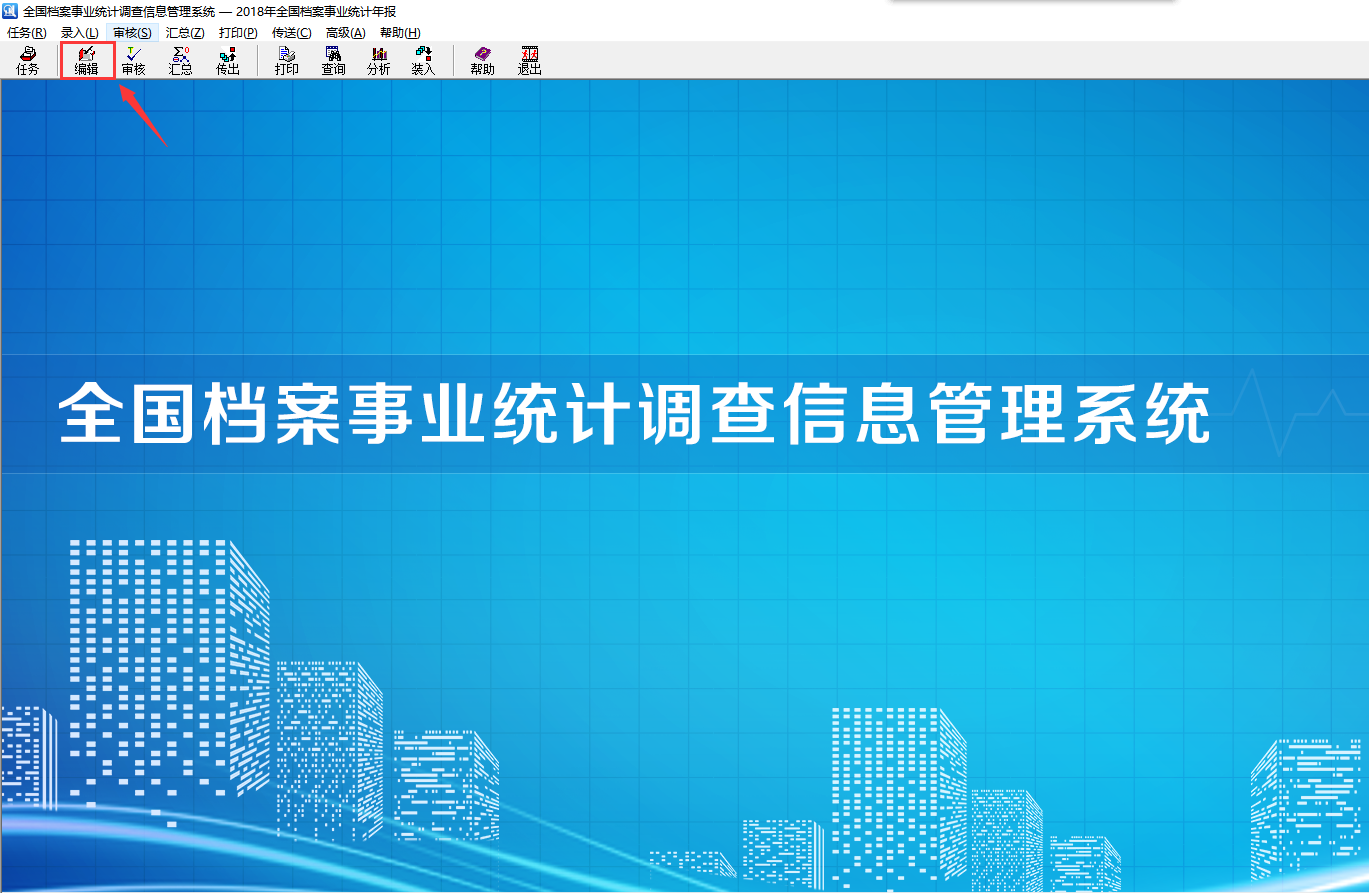 全国档案事业统计调查信息管理系统 — 2018年全国档案事业统计年报
任务(R) 录入(L) 审核(S) 汇总(Z) 打印(P) 传送(C) 高级(A) 帮助(H)
任务 编辑 审核 汇总 传出 打印 查询 分析 装入 帮助 退出
全国档案事业统计调查信息管理系统